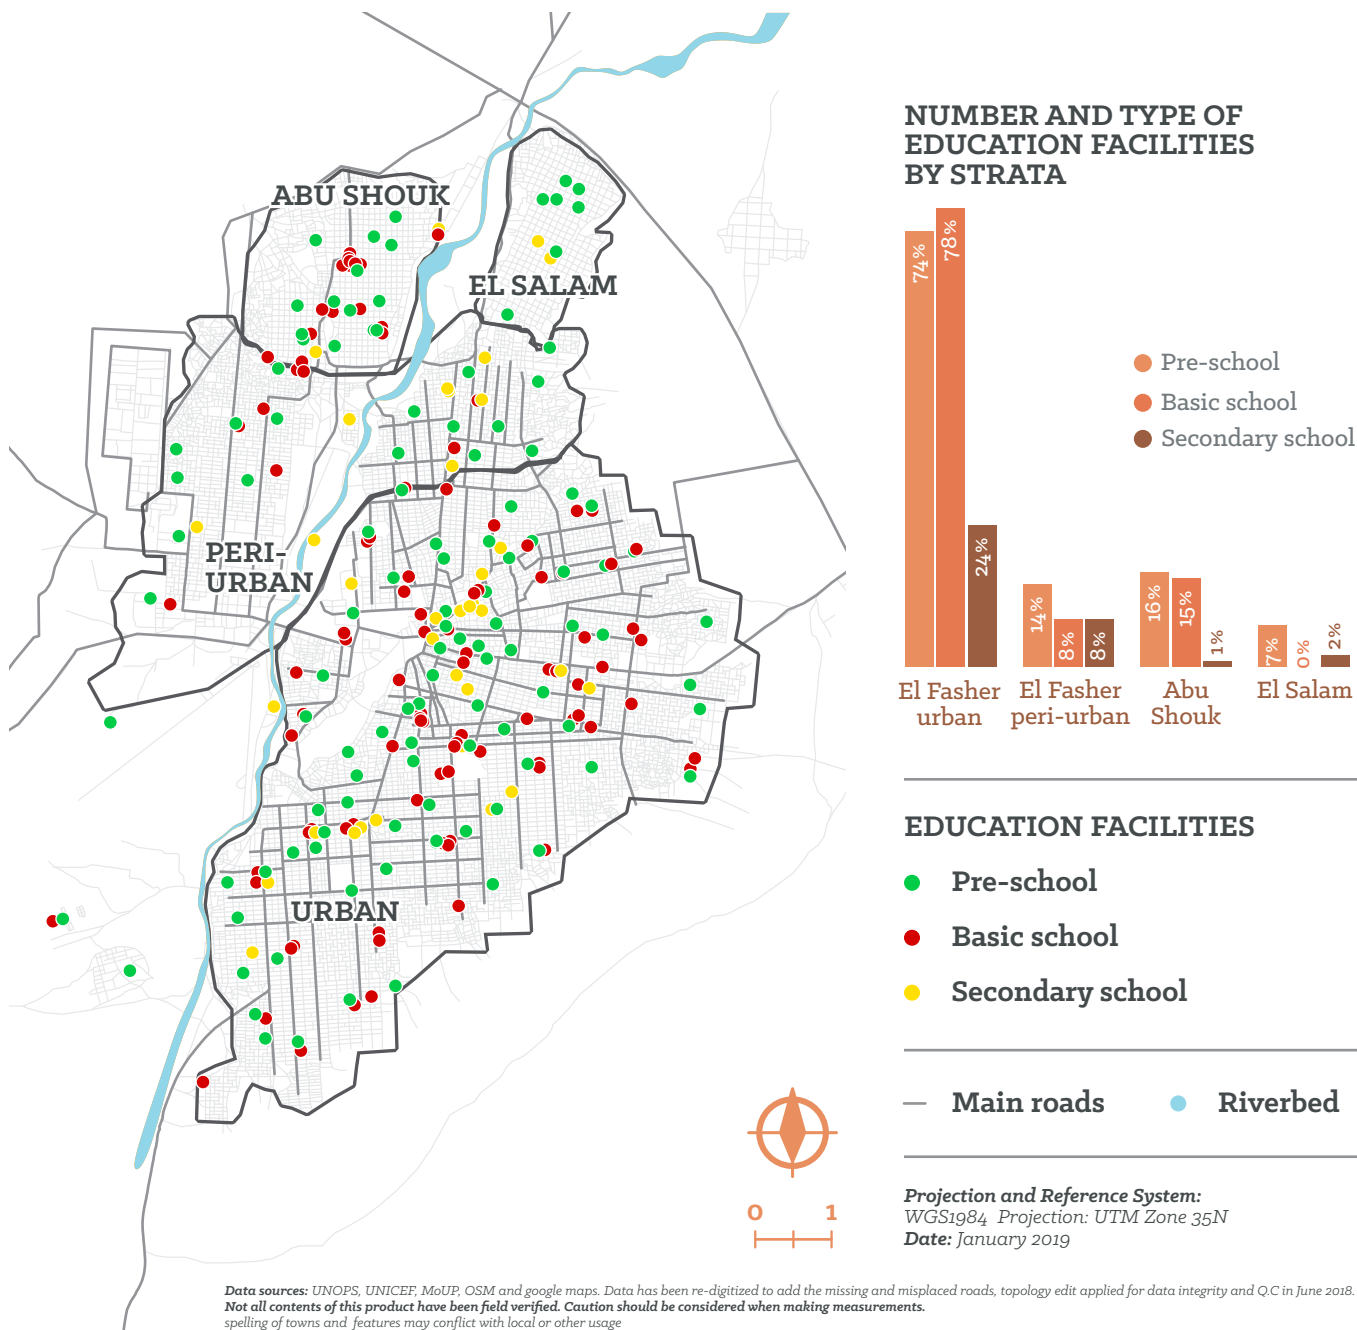 ABU SHOUK
EL SALAM
PERI-
URBAN
URBAN
0 1
NUMBER AND TYPE OF
EDUCATION FACILITIES
BY STRATA
74%
78%
24%
14%
8%
8%
16%
15%
1%
7%
0%
2%
Pre-school
Basic school
Secondary school
El Fasher
urban
El Fasher
peri-urban
Abu
Shouk
El Salam
EDUCATION FACILITIES
Pre-school
Basic school
Secondary school
Main roads
Riverbed
Projection and Reference System:
WGS1984 Projection: UTM Zone 35N
Date: January 2019
Data sources: UNOPS, UNICEF, MoUP, OSM and google maps. Data has been re-digitized to add the missing and misplaced roads, topology edit applied for data integrity and Q.C in June 2018.
Not all contents of this product have been field verified. Caution should be considered when making measurements.
spelling of towns and features may conflict with local or other usage